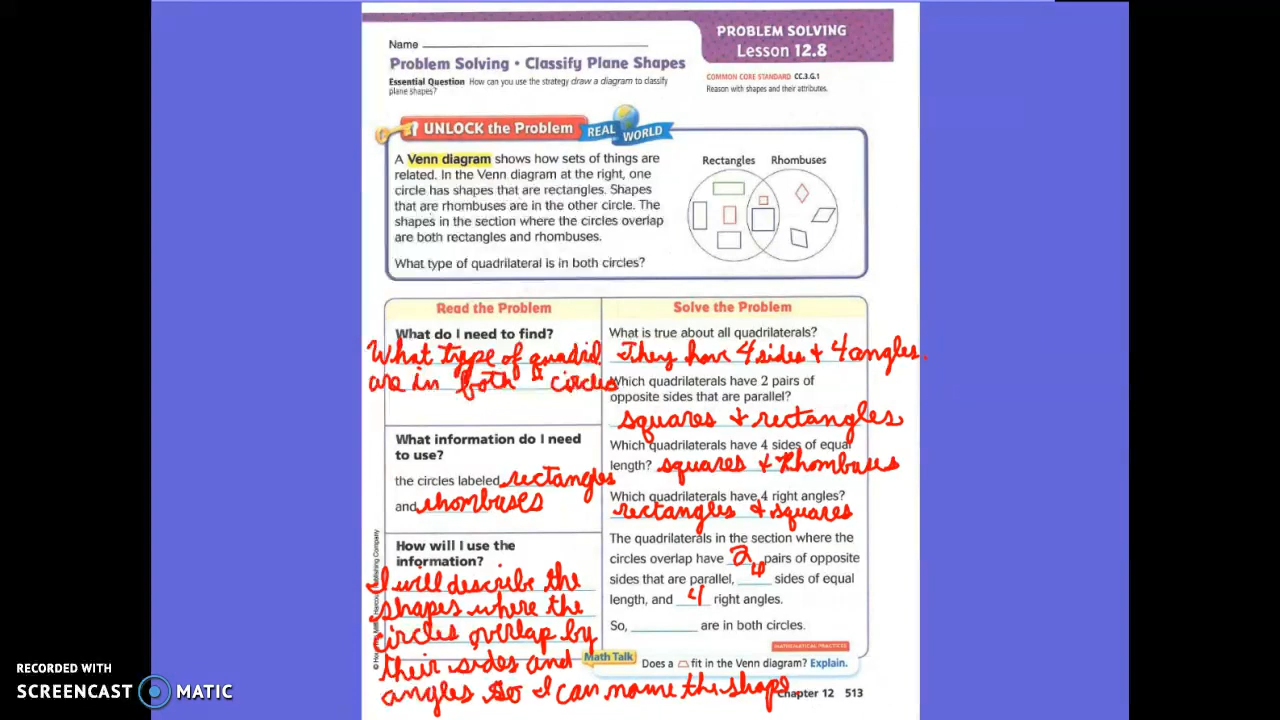 PROBLEM SOLVING
Lesson 12.8
Name
Problem Solving • Classify Plane Shapes
Essential Question How can you use the strategy draw a diagram to classify
plane shapes?
COMMON CORE STANDARD CC.3.G.1
Reason with shapes and their attributes.
UNLOCK the Problem REAL WORLD
A Venn diagram shows how sets of things are
related. In the Venn diagram at the right, one
circle has shapes that are rectangles. Shapes
that are rhombuses are in the other circle. The
shapes in the section where the circles overlap
are both rectangles and rhombuses.
What type of quadrilateral is in both circles?
Rectangles Rhombuses
Read the Problem
What do I need to find?
What type of quadril
are in both circles
What information do I need
to use?
the circles labeled rectangles
and rhombuses
How will I use the
information?
I will describe the
shapes where the
circles overlap by
their sides and
angles so I can name the shape
Solve the Problem
What is true about all quadrilaterals?
They have 4 sides + 4 angles.
Which quadrilaterals have 2 pairs of
opposite sides that are parallel?
squares + rectangles
Which quadrilaterals have 4 sides of equal
length? squares + Rhombuses
Which quadrilaterals have 4 right angles?
rectangles + squares
The quadrilaterals in the section where the
circles overlap have 2 pairs of opposite
sides that are parallel, 4 sides of equal
length, and 4 right angles.
So, are in both circles.
MATHEMATICAL PRACTICES
Math Talk Does a fit in the Venn diagram? Explain.
Chapter 12 513
RECORDED WITH
SCREENCAST MATIC